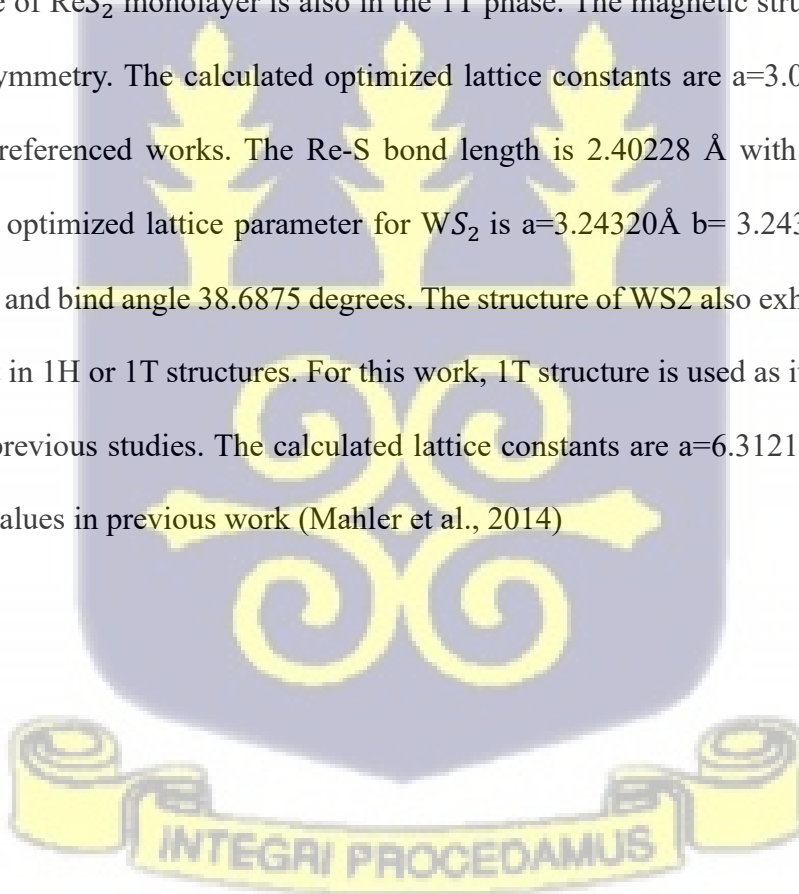 of ReS₂ monolayer is also in the 1T phase. The magnetic
ymmetry. The calculated optimized lattice constants are a=3.0
referenced works. The Re-S bond length is 2.40228 Å with
optimized lattice parameter for WS₂ is a=3.24320Å b= 3.243
and bind angle 38.6875 degrees. The structure of WS2 also exh
in 1H or 1T structures. For this work, 1T structure is used as i
previous studies. The calculated lattice constants are a=6.3121
alues in previous work (Mahler et al., 2014)
INTEGRI PROCEDAMUS